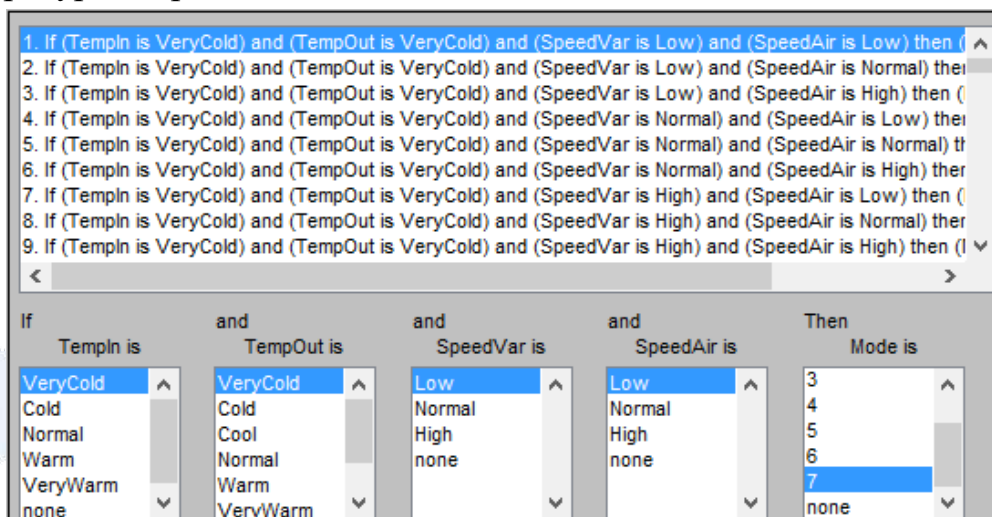 1. If (TempIn is VeryCold) and (TempOut is VeryCold) and (SpeedVar is Low) and (SpeedAir is Low) then (
2. If (TempIn is VeryCold) and (TempOut is VeryCold) and (SpeedVar is Low) and (SpeedAir is Normal) then
3. If (TempIn is VeryCold) and (TempOut is VeryCold) and (SpeedVar is Low) and (SpeedAir is High) then (
4. If (TempIn is VeryCold) and (TempOut is VeryCold) and (SpeedVar is Normal) and (SpeedAir is Low) then
5. If (TempIn is VeryCold) and (TempOut is VeryCold) and (SpeedVar is Normal) and (SpeedAir is Normal) th
6. If (TempIn is VeryCold) and (TempOut is VeryCold) and (SpeedVar is Normal) and (SpeedAir is High) then
7. If (TempIn is VeryCold) and (TempOut is VeryCold) and (SpeedVar is High) and (SpeedAir is Low) then (
8. If (TempIn is VeryCold) and (TempOut is VeryCold) and (SpeedVar is High) and (SpeedAir is Normal) then
9. If (TempIn is VeryCold) and (TempOut is VeryCold) and (SpeedVar is High) and (SpeedAir is High) then (
If and and and Then
TempIn is TempOut is SpeedVar is SpeedAir is Mode is
VeryCold VeryCold Low Low 3
Cold Cold Normal Normal 4
Normal Cool High High 5
Warm Normal none none 6
VeryWarm Warm 7
none VeryWarm none